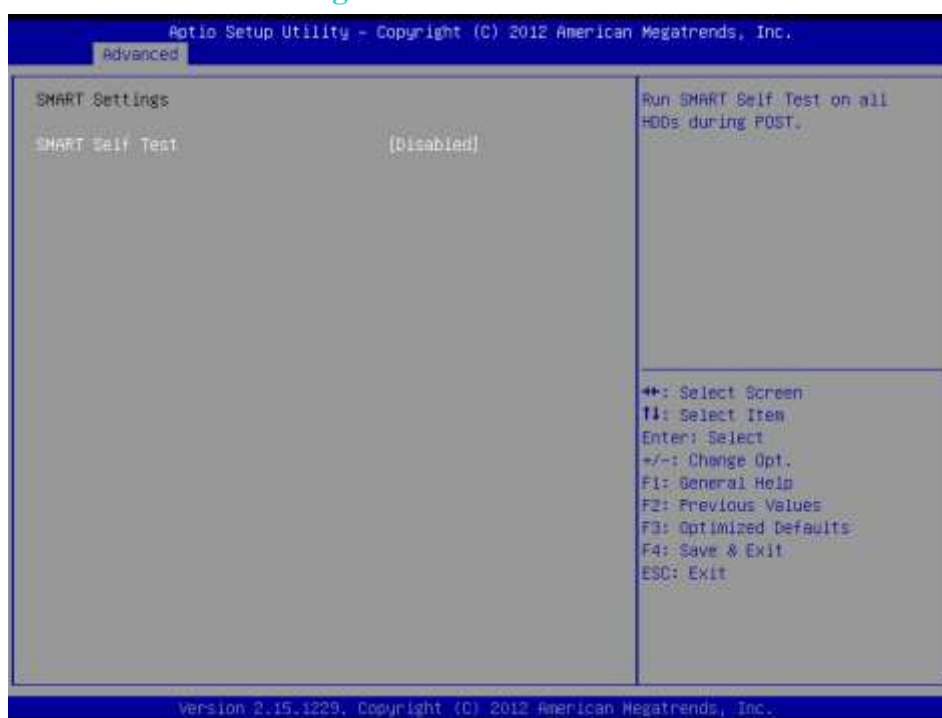 Aptio Setup Utility – Copyright (C) 2012 American Megatrends, Inc.
Advanced
SMART Settings
SMART Self Test [Disabled]
Run SMART Self Test on all
HDDs during POST.
: Select Screen
↑↓: Select Item
Enter: Select
+/-: Change Opt.
F1: General Help
F2: Previous Values
F3: Optimized Defaults
F4: Save & Exit
ESC: Exit
Version 2.15.1229. Copyright (C) 2012 American Megatrends, Inc.